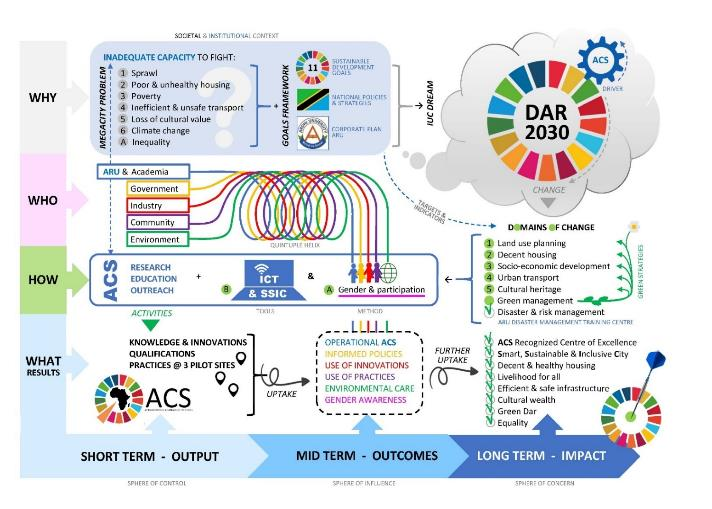 SOCIETAL & INSTITUTIONAL CONTEXT
WHY
MEGACITY PROBLEM
INADEQUATE CAPACITY TO FIGHT:
1 Sprawl
2 Poor & unhealthy housing
3 Poverty
4 Inefficient & unsafe transport
5 Loss of cultural value
6 Climate change
A Inequality
?
+
GOALS FRAMEWORK
11
SUSTAINABLE
DEVELOPMENT
GOALS
NATIONAL POLICIES
& STRATEGIES
CORPORATE PLAN
ARU
IUC DREAM
ACS
DRIVER
DAR
2030
CHANGE
WHO
ARU & Academia
Government
Industry
Community
Environment
QUINTUPLE HELIX
TARGETS &
INDICATORS
HOW
ACS
RESEARCH
EDUCATION
OUTREACH
+
B
ICT
& SSIC
&
A Gender & participation
ACTIVITIES
TOOLS
METHOD
DOMAINS OF CHANGE
1 Land use planning
2 Decent housing
3 Socio-economic development
4 Urban transport
5 Cultural heritage
Green management
Disaster & risk management
ARU DISASTER MANAGEMENT TRAINING CENTRE
GREEN STRATEGIES
WHAT
RESULTS
KNOWLEDGE & INNOVATIONS
QUALIFICATIONS
PRACTICES @ 3 PILOT SITES
ACS
UPTAKE
OPERATIONAL ACS
INFORMED POLICIES
USE OF INNOVATIONS
USE OF PRACTICES
ENVIRONMENTAL CARE
GENDER AWARENESS
FURTHER
UPTAKE
ACS Recognized Centre of Excellence
Smart, Sustainable & Inclusive City
Decent & healthy housing
Livelihood for all
Efficient & safe infrastructure
Cultural wealth
Green Dar
Equality
SHORT TERM - OUTPUT
MID TERM - OUTCOMES
LONG TERM - IMPACT
SPHERE OF CONTROL
SPHERE OF INFLUENCE
SPHERE OF CONCERN